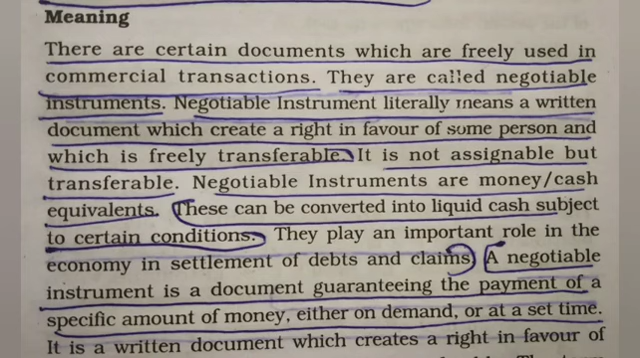 Meaning
There are certain documents which are freely used in
commercial transactions. They are called negotiable
instruments. Negotiable Instrument literally means a written
document which create a right in favour of some person and
which is freely transferable. It is not assignable but
transferable. Negotiable Instruments are money/cash
equivalents. These can be converted into liquid cash subject
to certain conditions. They play an important role in the
economy in settlement of debts and claims. A negotiable
instrument is a document guaranteeing the payment of a
specific amount of money, either on demand, or at a set time.
It is a written document which creates a right in favour of